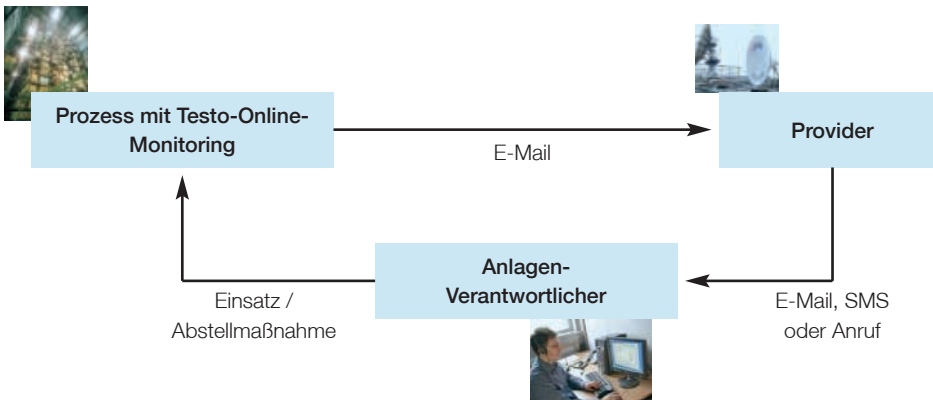 Prozess mit Testo-Online-
Monitoring
E-Mail
Provider
Anlagen-
Verantwortlicher
E-Mail, SMS
oder Anruf
Einsatz /
Abstellmaßnahme